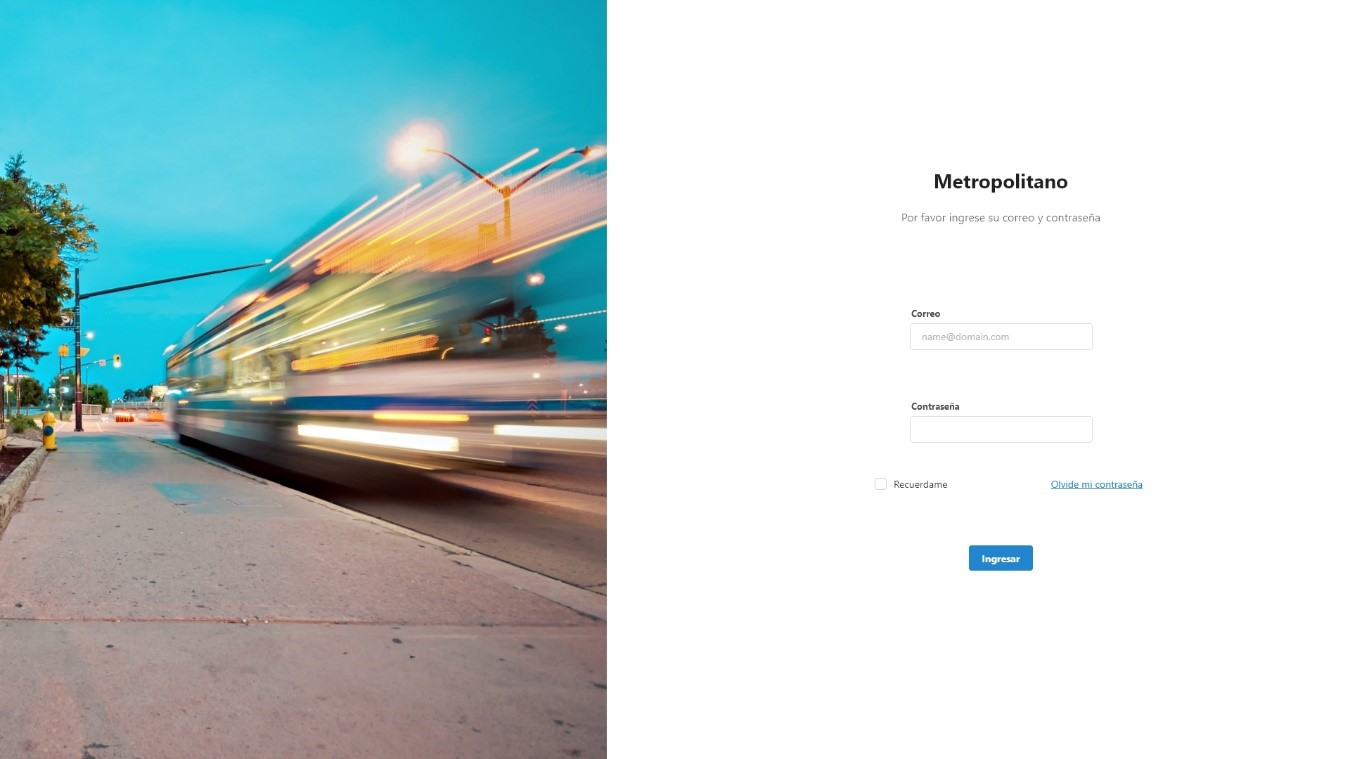 Metropolitano
Por favor ingrese su correo y contraseña
Correo
name@domain.com
Contraseña
Recuerdame
Olvide mi contraseña
Ingresar